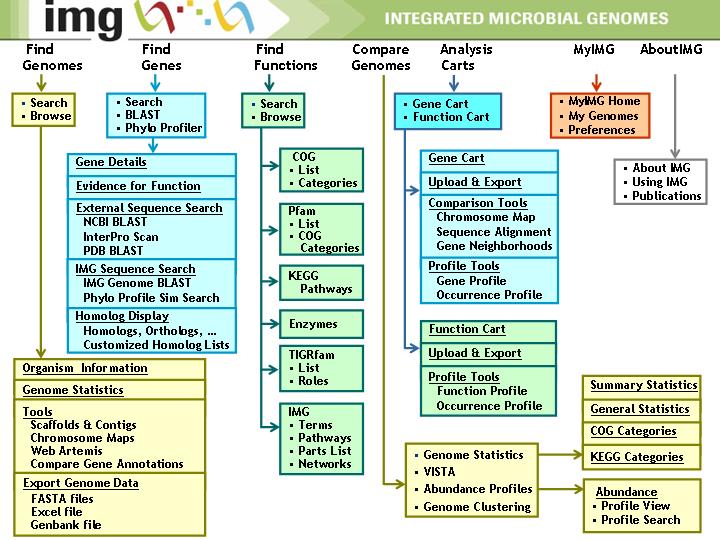 img
INTEGRATED MICROBIAL GENOMES
Find
Genomes
Find
Genes
Find
Functions
Compare
Genomes
Analysis
Carts
MyIMG
AboutIMG
• Search
• Browse
• Search
• BLAST
• Phylo Profiler
• Search
• Browse
• Gene Cart
• Function Cart
• MyIMG Home
• My Genomes
• Preferences
• About IMG
• Using IMG
• Publications
Gene Details
Evidence for Function
External Sequence Search
NCBI BLAST
InterPro Scan
PDB BLAST
IMG Sequence Search
IMG Genome BLAST
Phylo Profile Sim Search
Homolog Display
Homologs, Orthologs, ...
Customized Homolog Lists
COG
• List
• Categories
Pfam
• List
• COG
Categories
KEGG
Pathways
Enzymes
TIGRfam
• List
• Roles
IMG
• Terms
• Pathways
• Parts List
• Networks
Gene Cart
Upload & Export
Comparison Tools
Chromosome Map
Sequence Alignment
Gene Neighborhoods
Profile Tools
Gene Profile
Occurrence Profile
Function Cart
Upload & Export
Profile Tools
Function Profile
Occurrence Profile
Organism Information
Genome Statistics
Tools
Scaffolds & Contigs
Chromosome Maps
Web Artemis
Compare Gene Annotations
Export Genome Data
FASTA files
Excel file
Genbank file
• Genome Statistics
• VISTA
• Abundance Profiles
• Genome Clustering
Summary Statistics
General Statistics
COG Categories
KEGG Categories
Abundance
• Profile View
• Profile Search